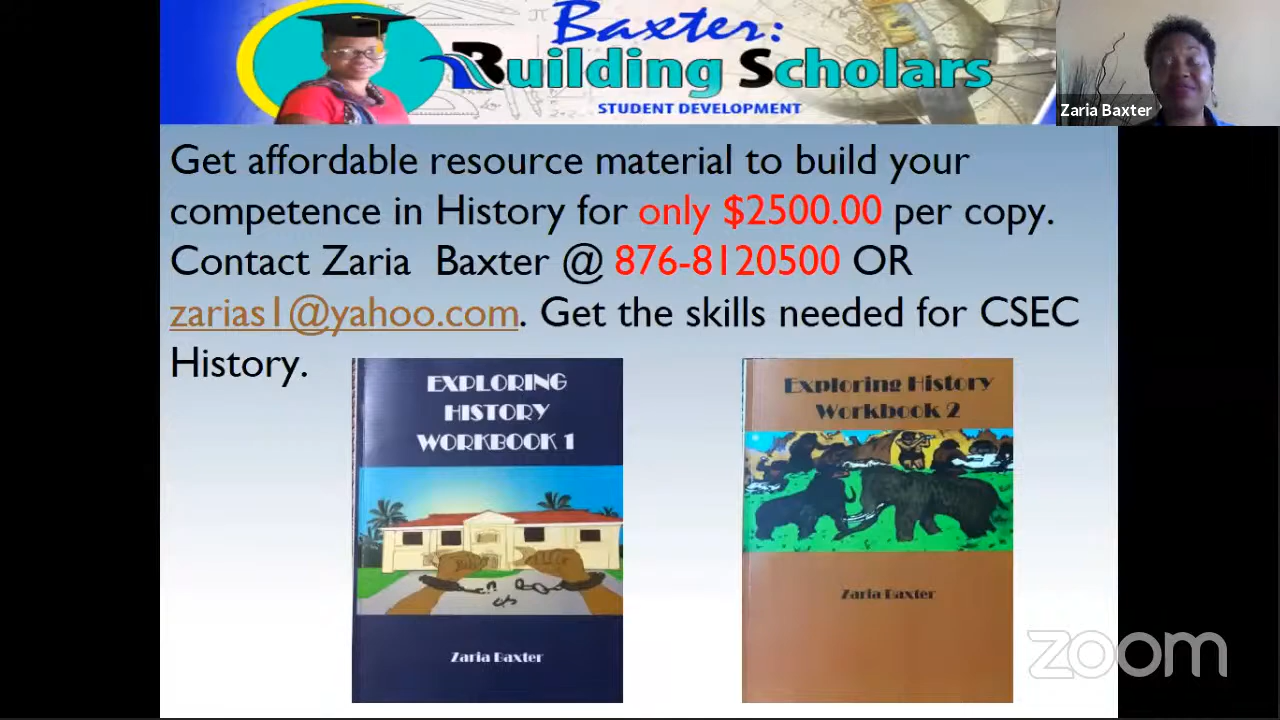 Baxter:
Building Scholars
STUDENT DEVELOPMENT
Zaria Baxter
Get affordable resource material to build your
competence in History for only $2500.00 per copy.
Contact Zaria Baxter @ 876-8120500 OR
zarias1@yahoo.com. Get the skills needed for CSEC
History.
EXPLORING
HISTORY
WORKBOOK 1
Zaria Baxter
Exploring History
Workbook 2
Zaria Baxter
zoom